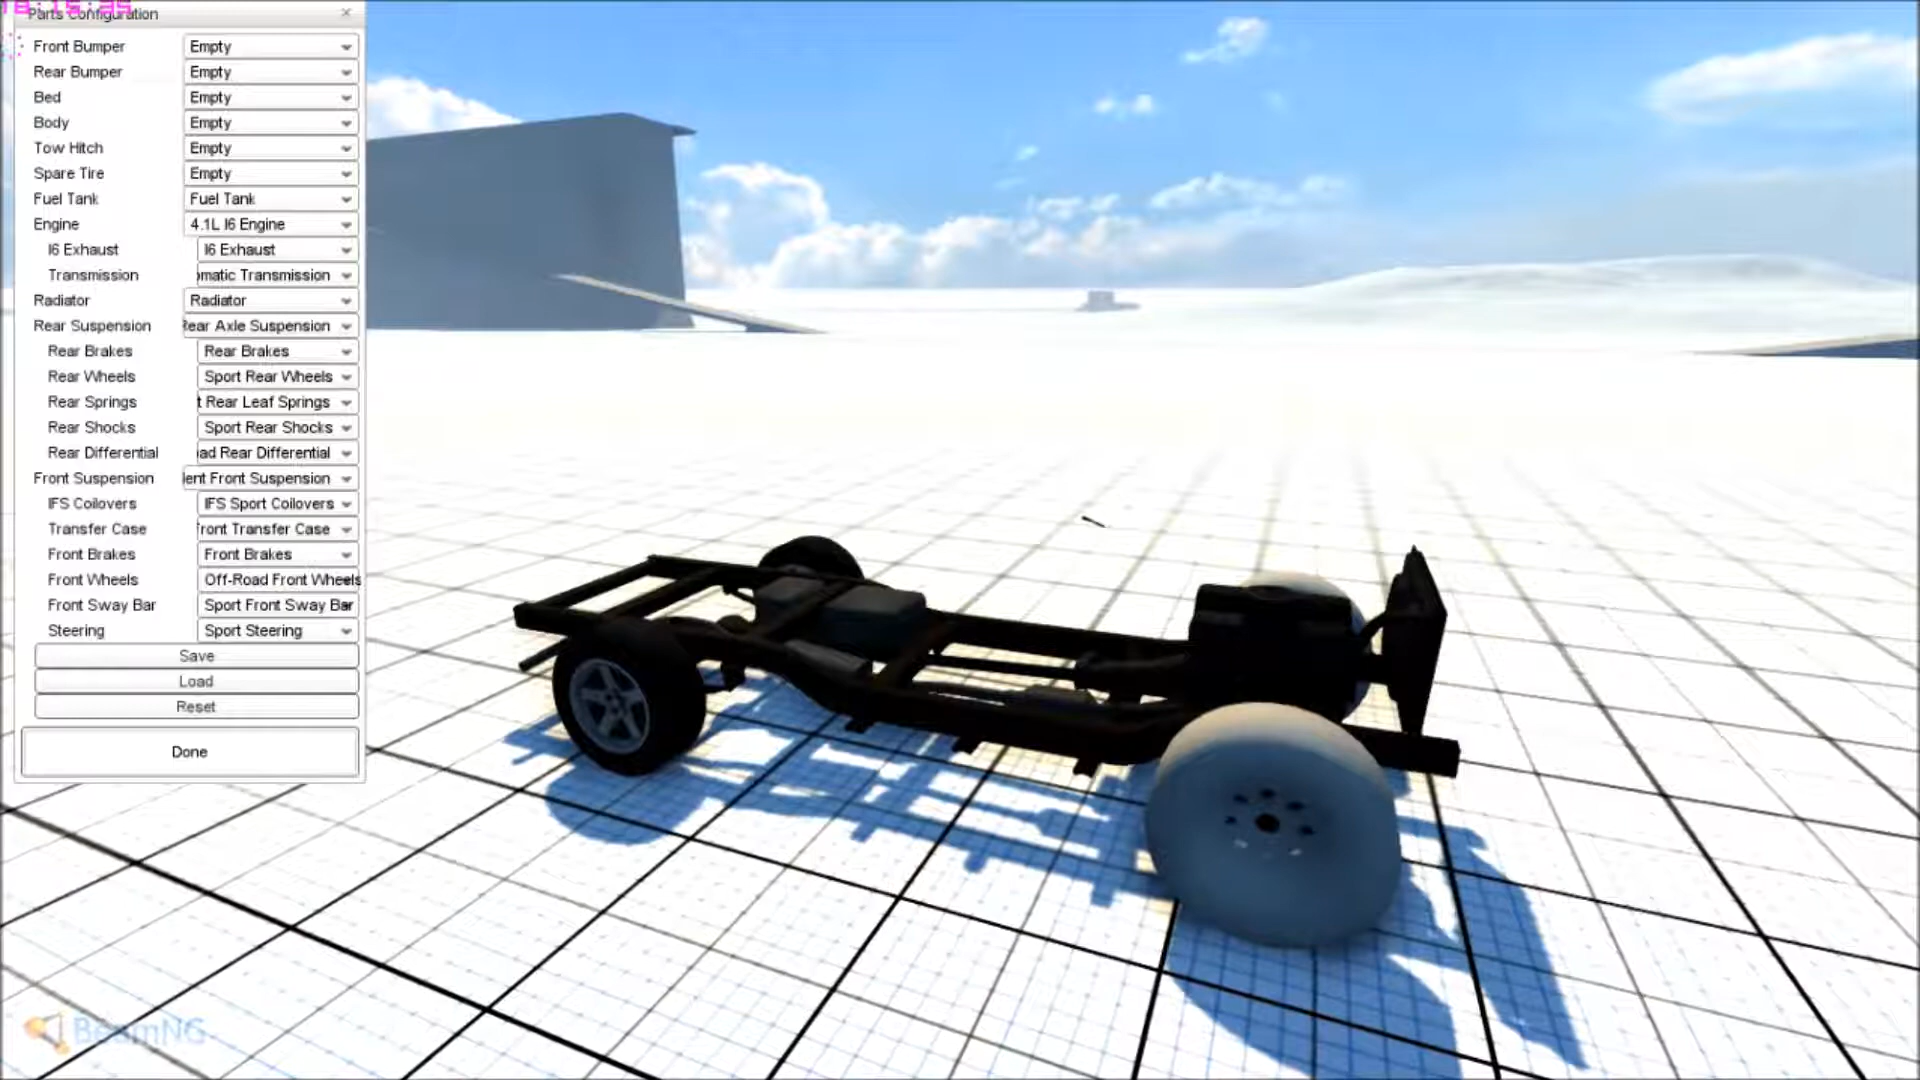 Parts Configuration
Front Bumper Empty
Rear Bumper Empty
Bed Empty
Body Empty
Tow Hitch Empty
Spare Tire Empty
Fuel Tank Fuel Tank
Engine 4.1L I6 Engine
I6 Exhaust I6 Exhaust
Transmission omatic Transmission
Radiator Radiator
Rear Suspension Rear Axle Suspension
Rear Brakes Rear Brakes
Rear Wheels Sport Rear Wheels
Rear Springs t Rear Leaf Springs
Rear Shocks Sport Rear Shocks
Rear Differential oad Rear Differential
Front Suspension lent Front Suspension
IFS Coilovers IFS Sport Coilovers
Transfer Case Front Transfer Case
Front Brakes Front Brakes
Front Wheels Off-Road Front Wheels
Front Sway Bar Sport Front Sway Bar
Steering Sport Steering
Save
Load
Reset
Done
BeamNG